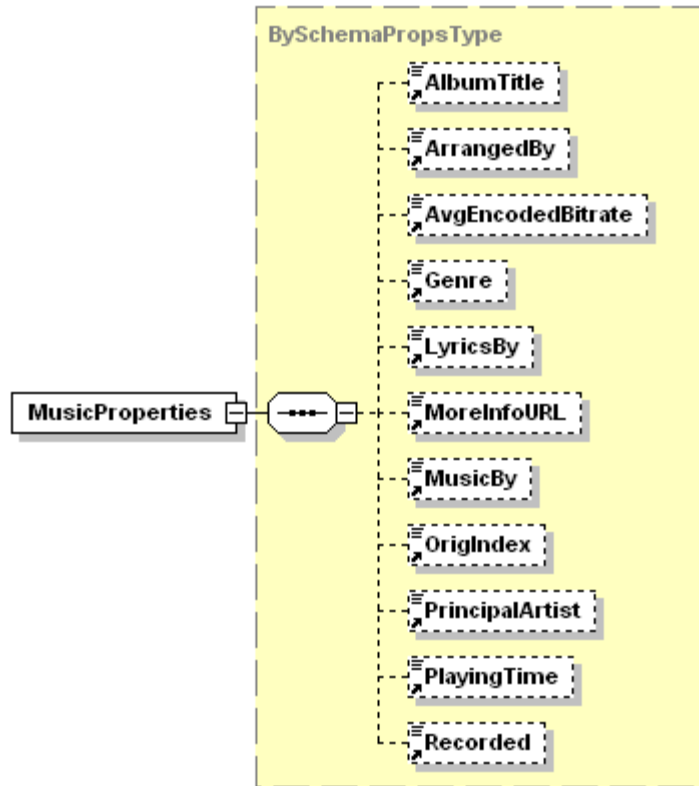 BySchemaPropsType
AlbumTitle
ArrangedBy
AvgEncodedBitrate
Genre
LyricsBy
MusicProperties
MoreInfoURL
MusicBy
OrigIndex
PrincipalArtist
PlayingTime
Recorded